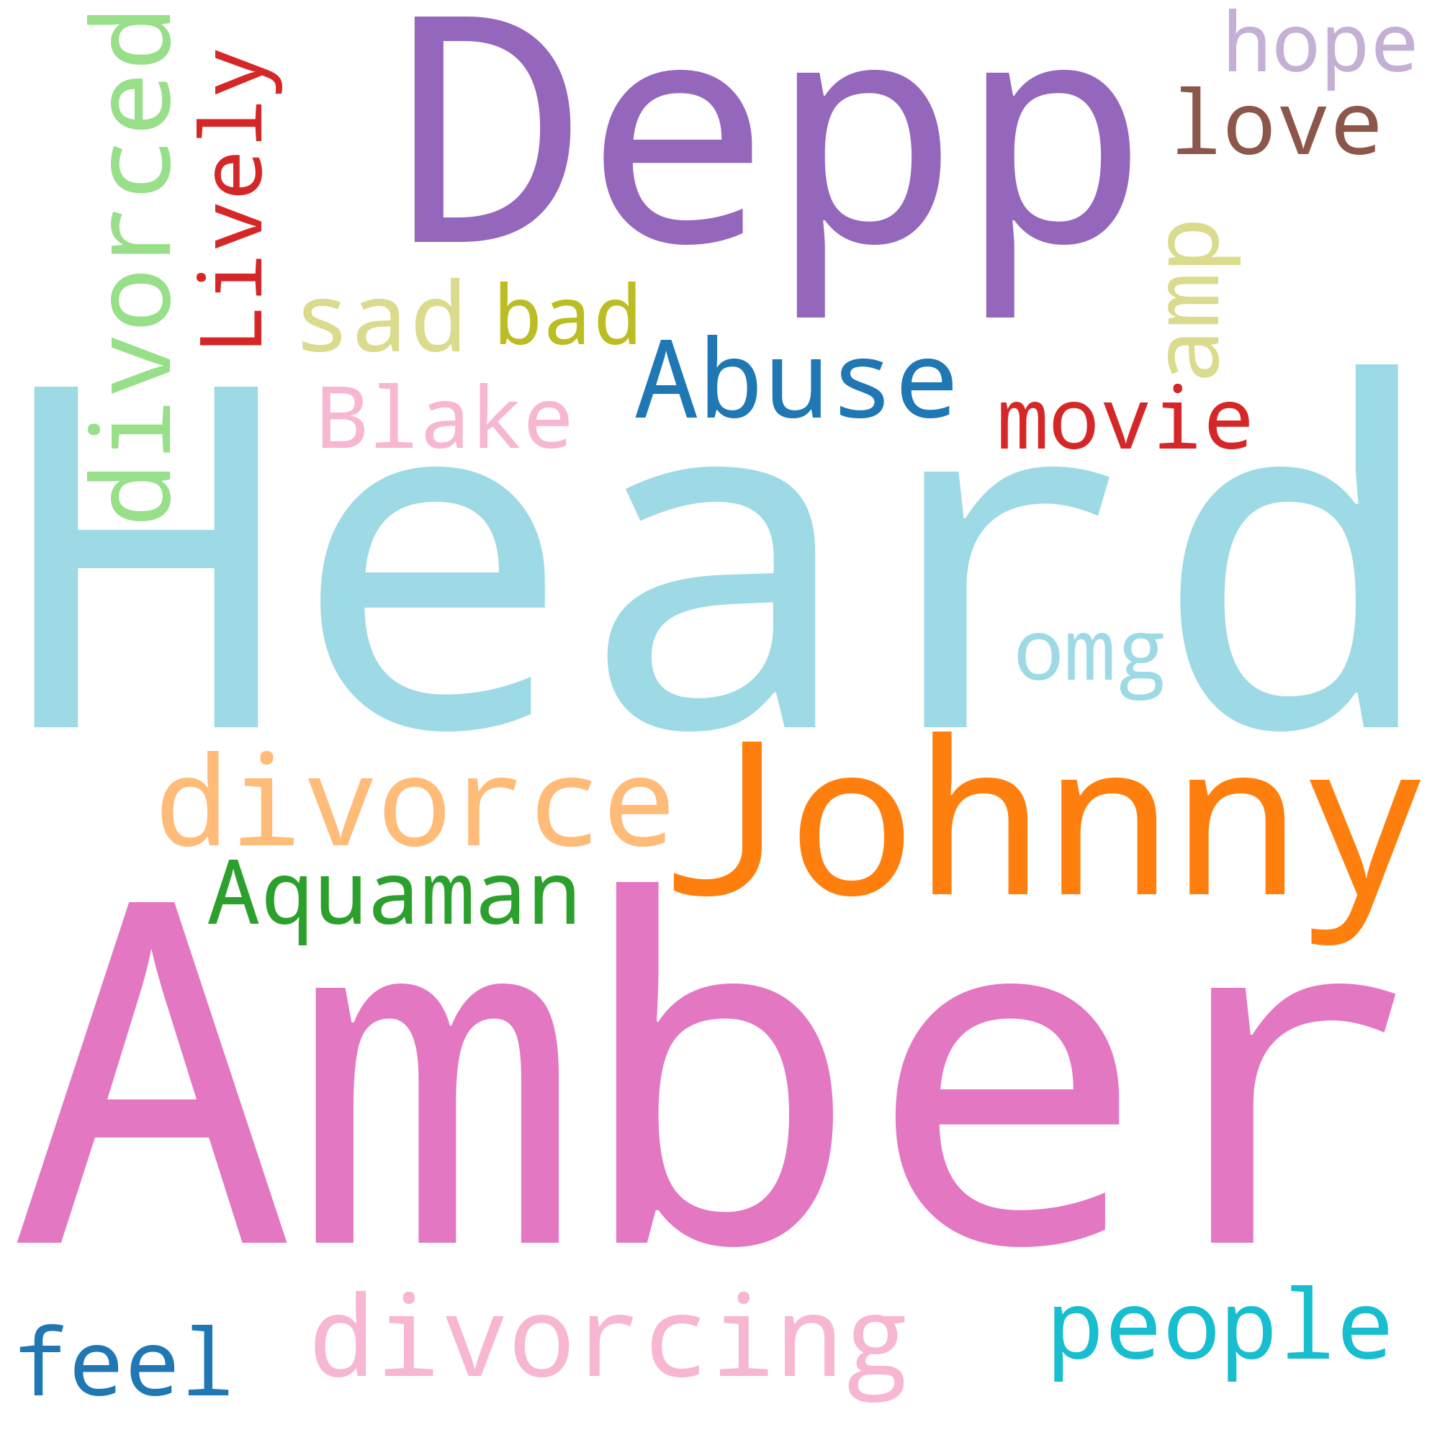 divorced
Lively
Depp
hope
love
amp
sad
bad
Abuse
Blake
movie
Heard
omg
divorce
Johnny
Aquaman
Amber
divorcing
people
feel